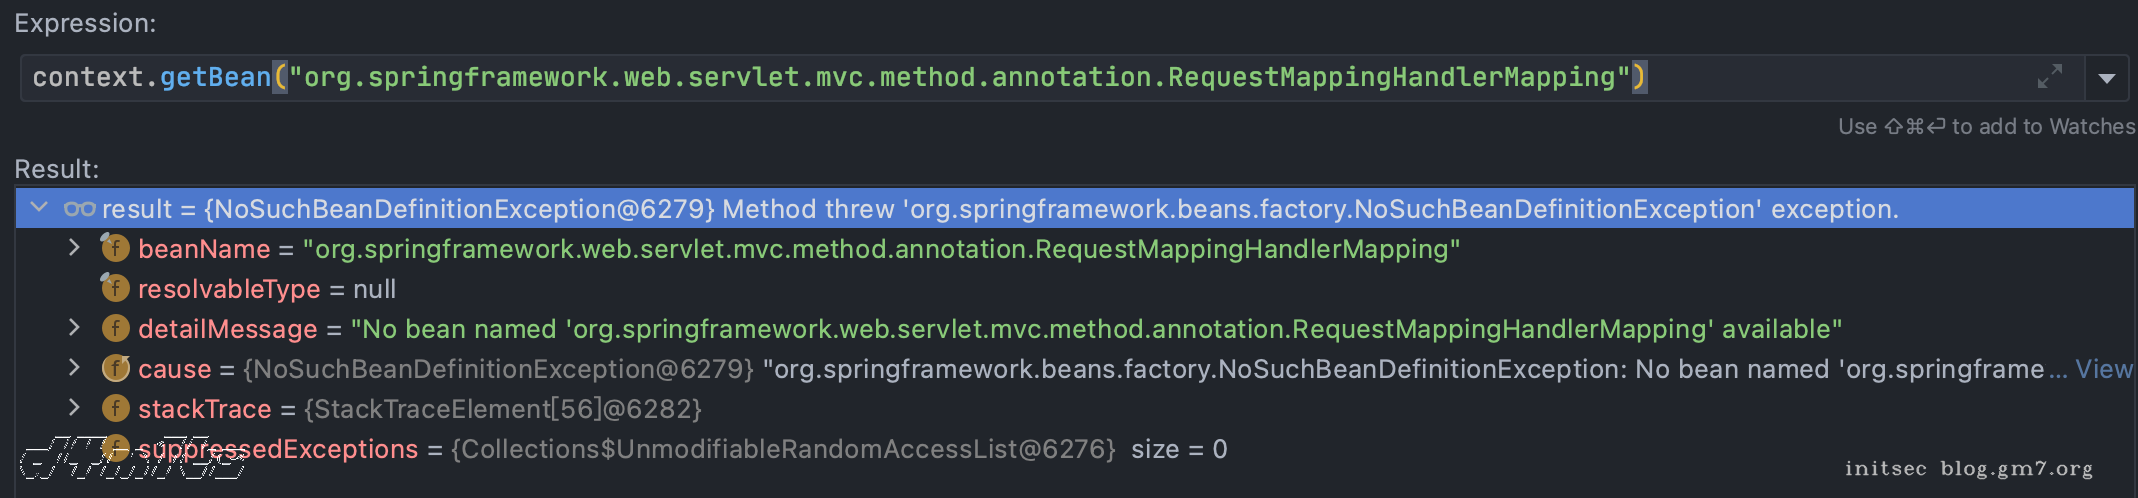 Expression:
context.getBean("org.springframework.web.servlet.mvc.method.annotation.RequestMappingHandlerMapping")
Use ⇧⌘⏎ to add to Watches
Result:
result = {NoSuchBeanDefinitionException@6279} Method threw 'org.springframework.beans.factory.NoSuchBeanDefinitionException' exception.
beanName = "org.springframework.web.servlet.mvc.method.annotation.RequestMappingHandlerMapping"
resolvableType = null
detailMessage = "No bean named 'org.springframework.web.servlet.mvc.method.annotation.RequestMappingHandlerMapping' available"
cause = {NoSuchBeanDefinitionException@6279} "org.springframework.beans.factory.NoSuchBeanDefinitionException: No bean named 'org.springframe... View
stackTrace = {StackTraceElement[56]@6282}
suppressedExceptions = {Collections$UnmodifiableRandomAccessList@6276} size = 0
initsec blog.gm7.org